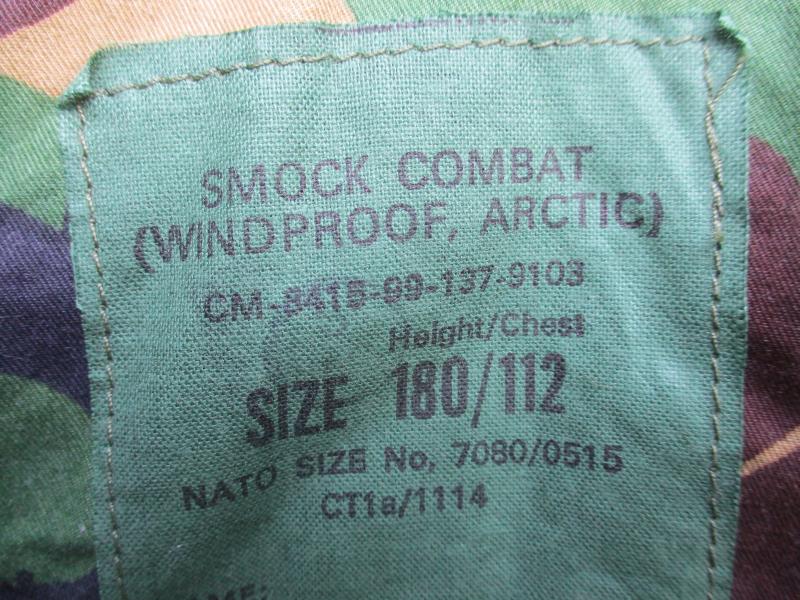 SMOCK COMBAT
(WINDPROOF, ARCTIC)
CM-8415-99-137-9103
Height/Chest
SIZE 180/112
NATO SIZE No, 7080/0515
CT1a/1114
NAME: